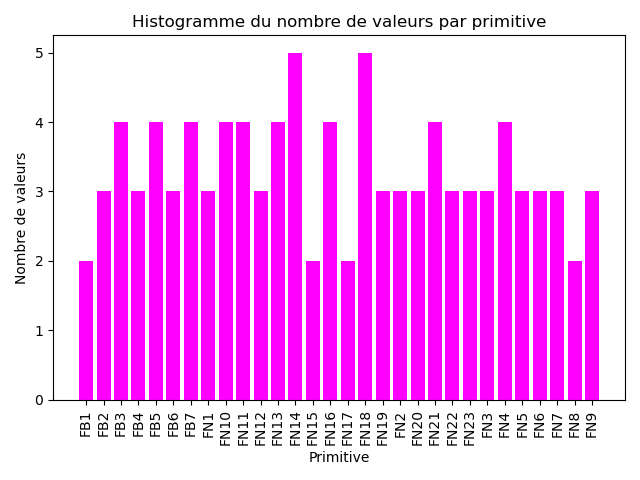 Histogramme du nombre de valeurs par primitive
Nombre de valeurs
5
4
3
2
1
0
FB1 FB2 FB3 FB4 FB5 FB6 FB7 FN1 FN10 FN11 FN12 FN13 FN14 FN15 FN16 FN17 FN18 FN19 FN2 FN20 FN21 FN22 FN23 FN3 FN4 FN5 FN6 FN7 FN8 FN9
Primitive